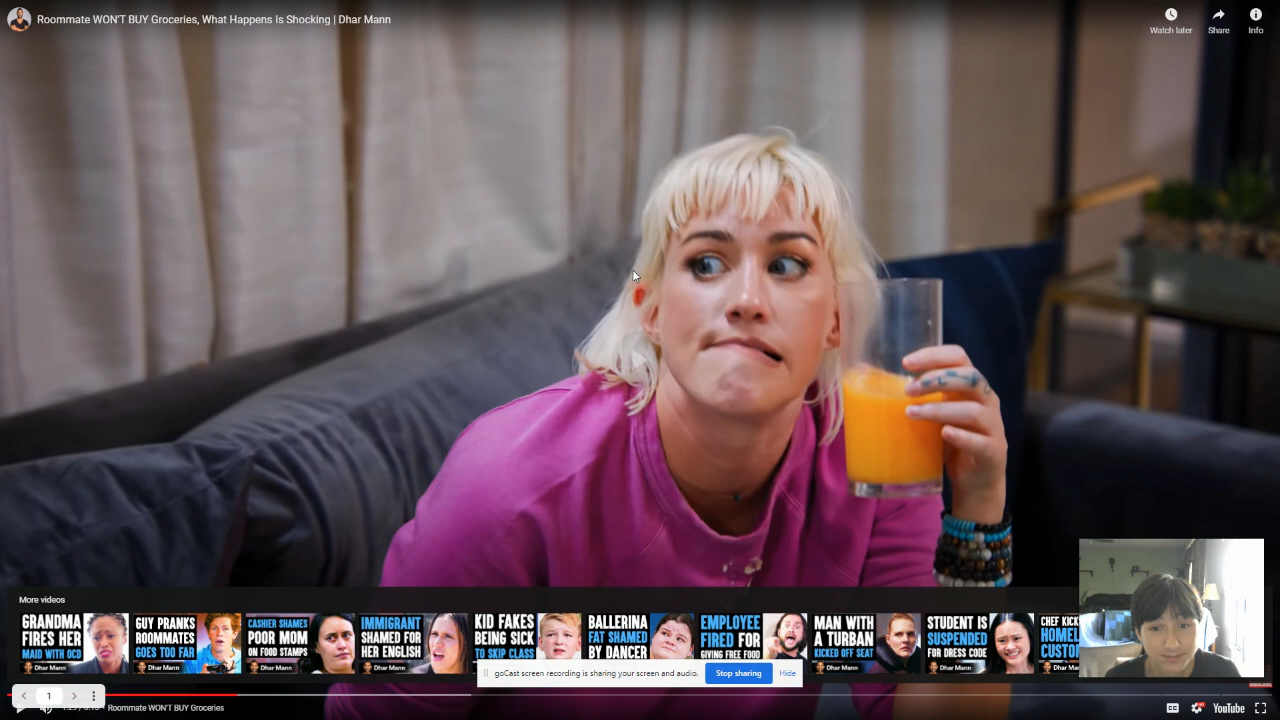 Roommate WON'T BUY Groceries, What Happens Is Shocking | Dhar Mann
Watch later
Share
Info
More videos
GRANDMA
FIRES HER
MAID WITH OCD
Dhar Mann
GUY PRANKS
ROOMMATES
GOES TOO FAR
Dhar Mann
CASHIER SHAMES
POOR MOM
ON FOOD STAMPS
Dhar Mann
IMMIGRANT
SHAMED FOR
HER ENGLISH
Dhar Mann
KID FAKES
BEING SICK
TO SKIP CLASS
BALLERINA
FAT SHAMED
BY DANCER
EMPLOYEE
FIRED FOR
GIVING FREE FOOD
MAN WITH
A TURBAN
KICKED OFF SEAT
Dhar Mann
STUDENT IS
SUSPENDED
FOR DRESS CODE
Dhar Mann
CHEF KICK
Dhar Mann
goCast screen recording is sharing your screen and audio.
Stop sharing
Hide
1
Roommate WON'T BUY Groceries
CC
HD
YouTube